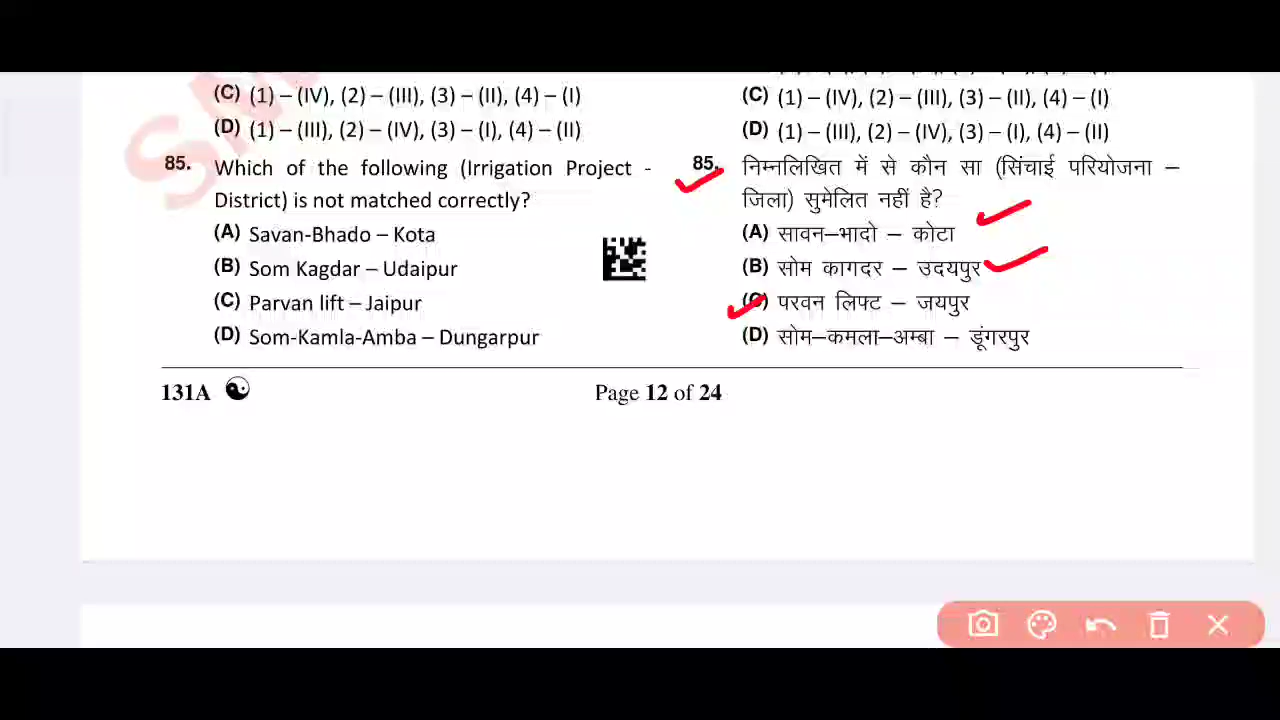 (C) (1) – (IV), (2) – (III), (3) – (II), (4) – (I)
(D) (1) – (III), (2) – (IV), (3) – (I), (4) – (II)
85. Which of the following (Irrigation Project - District) is not matched correctly?
(A) Savan-Bhado – Kota
(B) Som Kagdar – Udaipur
(C) Parvan lift – Jaipur
(D) Som-Kamla-Amba – Dungarpur
(C) (1) – (IV), (2) – (III), (3) – (II), (4) – (I)
(D) (1) – (III), (2) – (IV), (3) – (I), (4) – (II)
85. निम्नलिखित में से कौन सा (सिंचाई परियोजना – जिला) सुमेलित नहीं है?
(A) सावन–भादो – कोटा
(B) सोम कागदर – उदयपुर
(C) परवन लिफ्ट – जयपुर
(D) सोम–कमला–अम्बा – डूंगरपुर
131A
Page 12 of 24